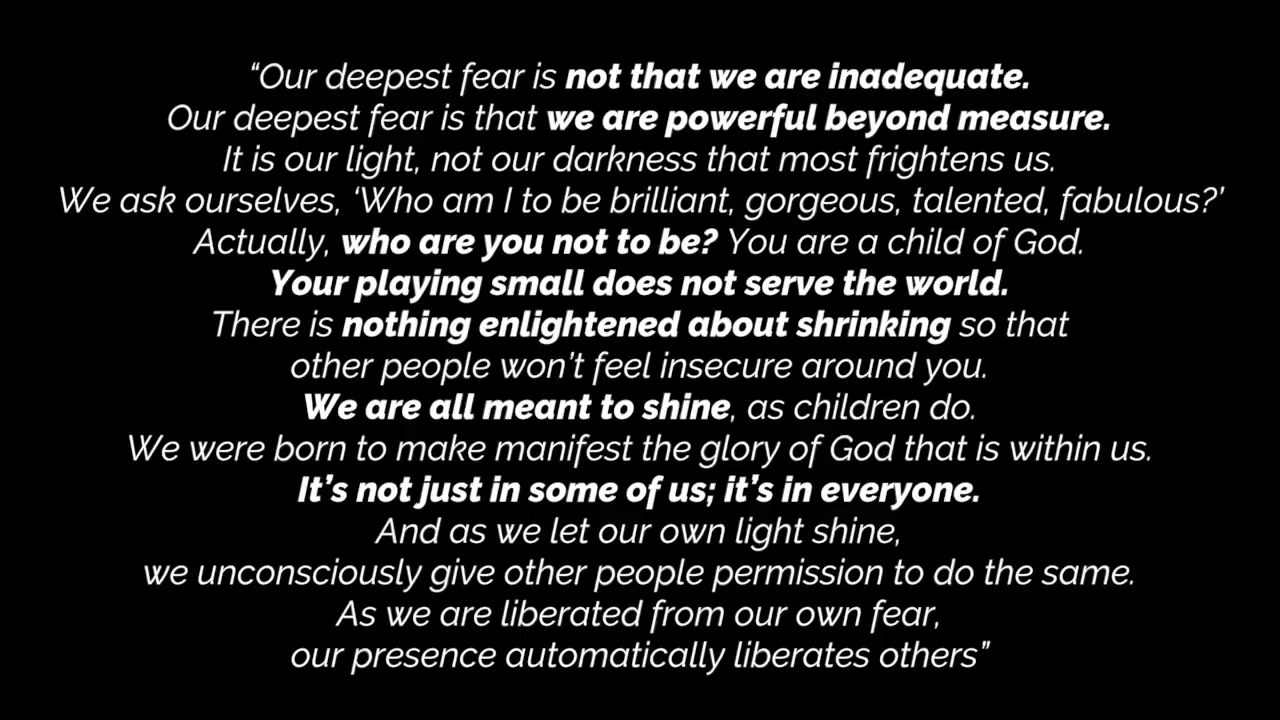 “Our deepest fear is not that we are inadequate.
Our deepest fear is that we are powerful beyond measure.
It is our light, not our darkness that most frightens us.
We ask ourselves, ‘Who am I to be brilliant, gorgeous, talented, fabulous?’
Actually, who are you not to be? You are a child of God.
Your playing small does not serve the world.
There is nothing enlightened about shrinking so that
other people won’t feel insecure around you.
We are all meant to shine, as children do.
We were born to make manifest the glory of God that is within us.
It’s not just in some of us; it’s in everyone.
And as we let our own light shine,
we unconsciously give other people permission to do the same.
As we are liberated from our own fear,
our presence automatically liberates others”